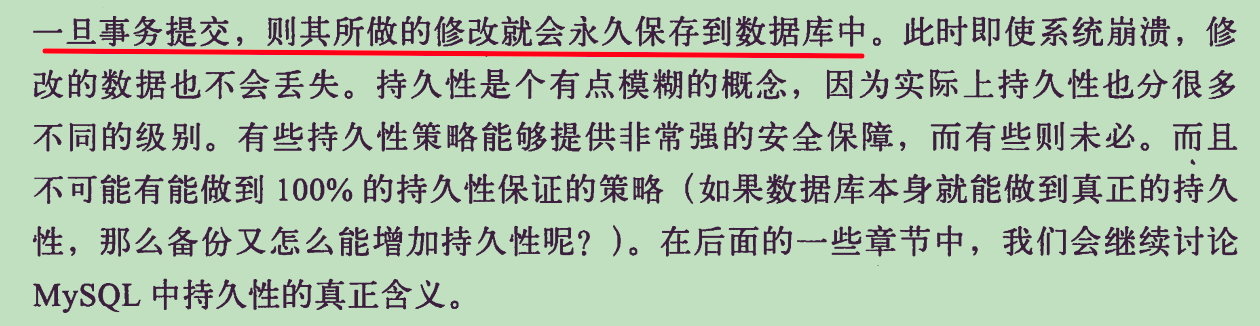 一旦事务提交，则其所做的修改就会永久保存到数据库中。此时即使系统崩溃，修
改的数据也不会丢失。持久性是个有点模糊的概念，因为实际上持久性也分很多
不同的级别。有些持久性策略能够提供非常强的安全保障，而有些则未必。而且
不可能有能做到 100% 的持久性保证的策略（如果数据库本身就能做到真正的持久
性，那么备份又怎么能增加持久性呢？）。在后面的一些章节中，我们会继续讨论
MySQL 中持久性的真正含义。